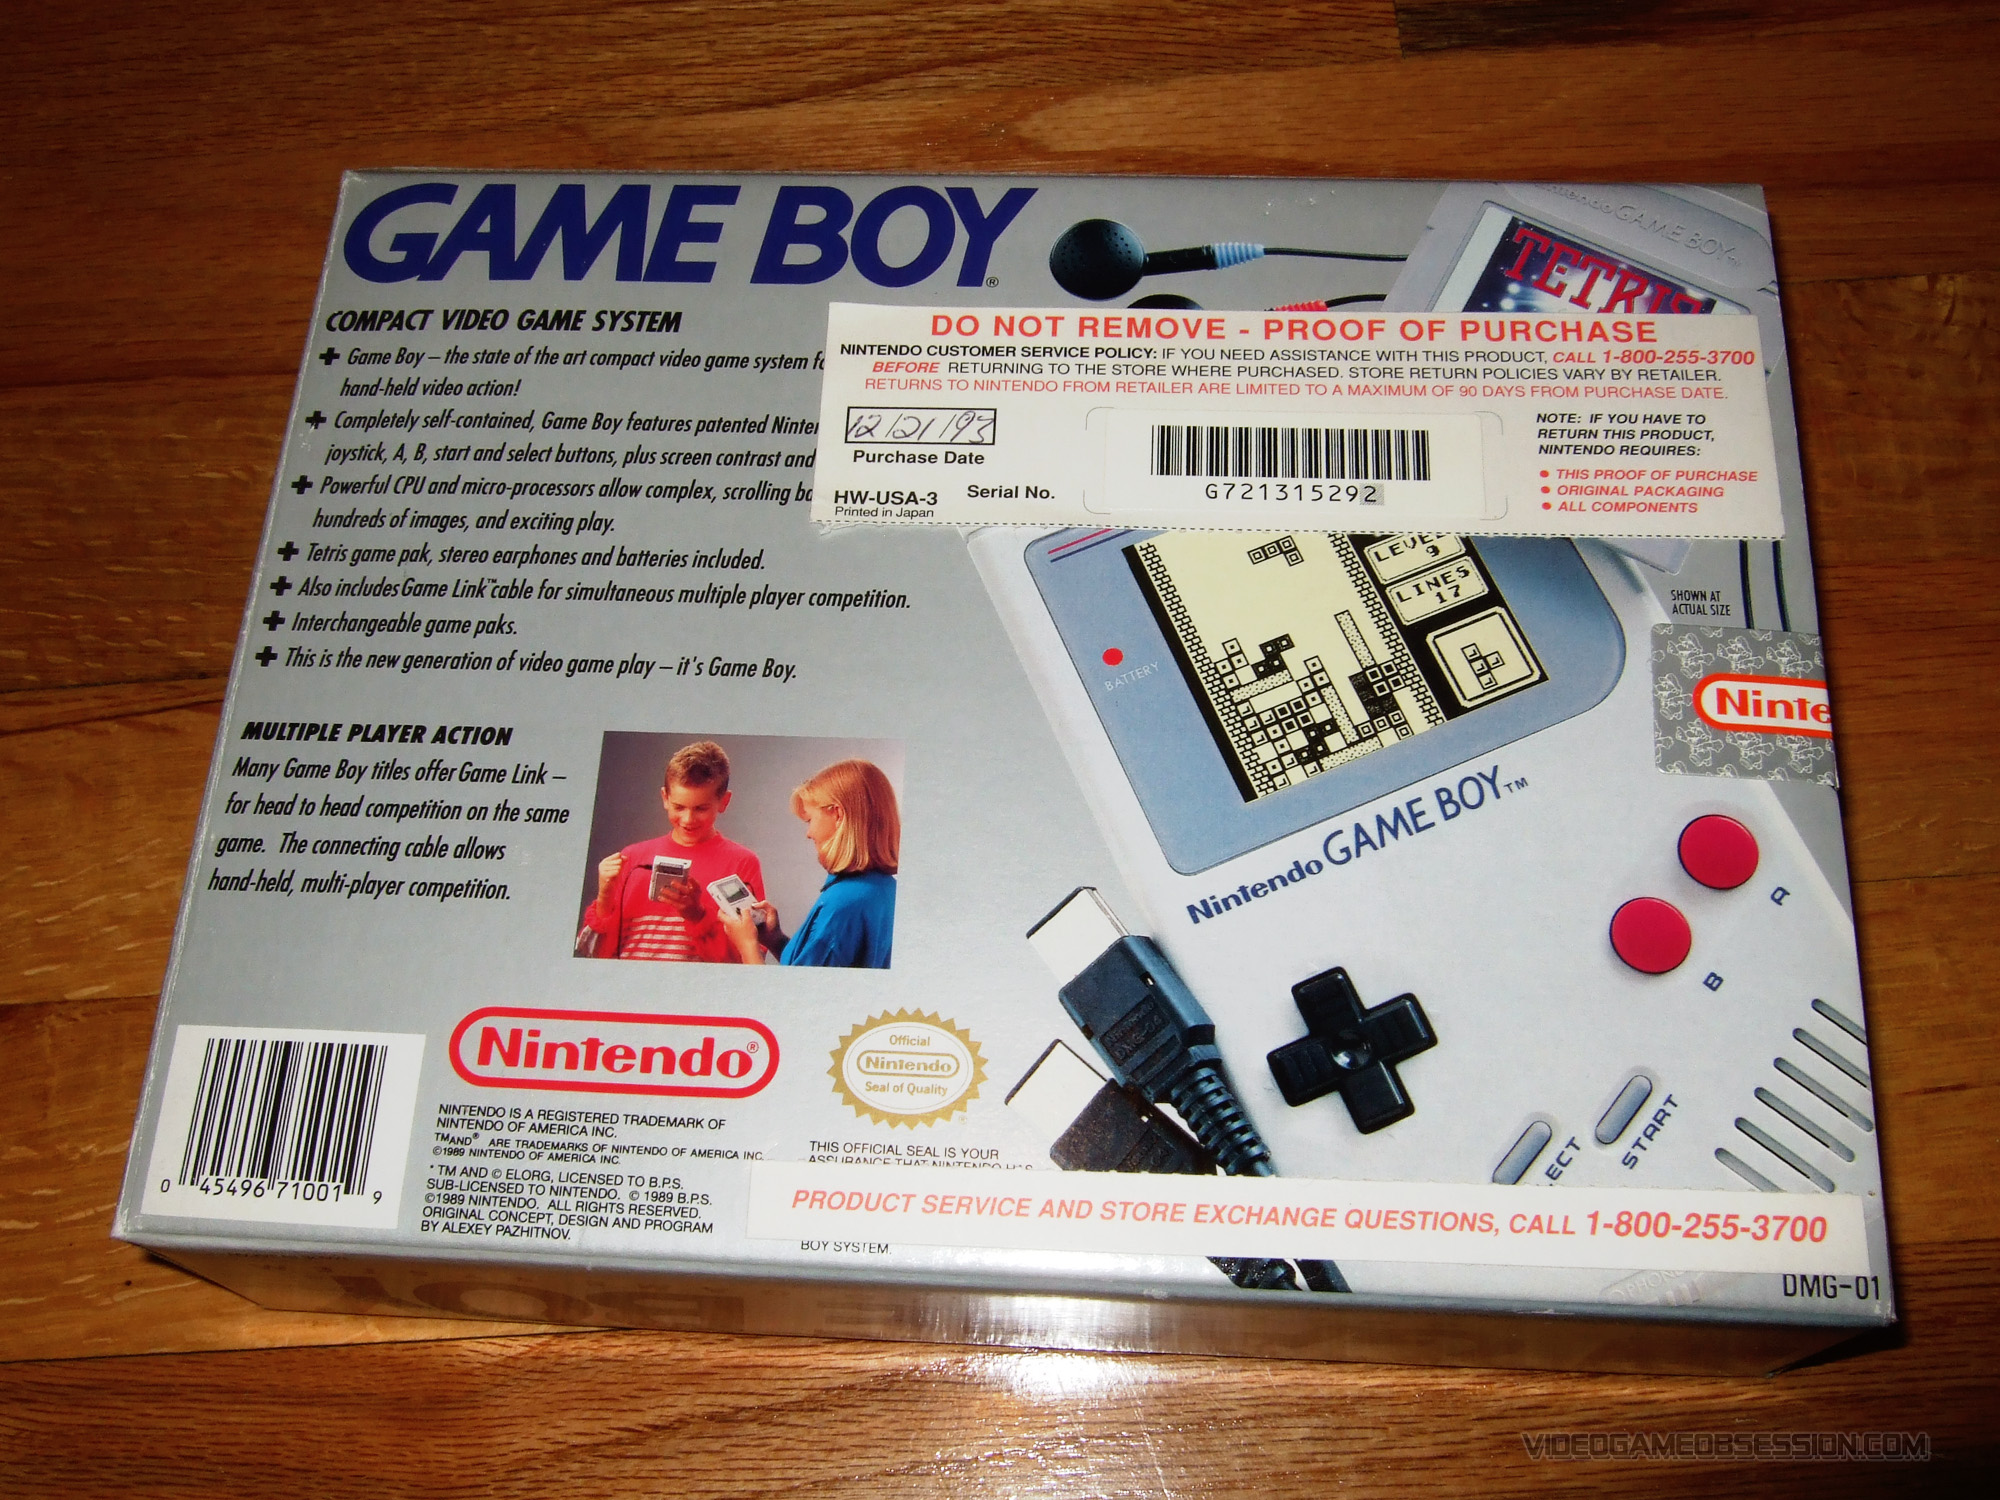 GAME BOY®
COMPACT VIDEO GAME SYSTEM
Game Boy – the state of the art compact video game system
hand-held video action!
Completely self-contained, Game Boy features patented
joystick, A, B, start and select buttons, plus screen contrast and
Powerful CPU and micro-processors allow complex, scrolling
hundreds of images, and exciting play.
Tetris game pak, stereo earphones and batteries included.
Also includes Game Link™ cable for simultaneous multiple player competition.
Interchangeable game paks.
This is the new generation of video game play – it's Game Boy.
MULTIPLE PLAYER ACTION
Many Game Boy titles offer Game Link –
for head to head competition on the same
game. The connecting cable allows
hand-held, multi-player competition.
Nintendo GAME BOY
TETRIS
DO NOT REMOVE - PROOF OF PURCHASE
NINTENDO CUSTOMER SERVICE POLICY: IF YOU NEED ASSISTANCE WITH THIS PRODUCT, CALL 1-800-255-3700
BEFORE RETURNING TO THE STORE WHERE PURCHASED. STORE RETURN POLICIES VARY BY RETAILER.
RETURNS TO NINTENDO FROM RETAILER ARE LIMITED TO A MAXIMUM OF 90 DAYS FROM PURCHASE DATE.
12/21/93
Purchase Date
HW-USA-3
Printed in Japan
Serial No.
G721315292
NOTE: IF YOU HAVE TO
RETURN THIS PRODUCT,
NINTENDO REQUIRES:
• THIS PROOF OF PURCHASE
• ORIGINAL PACKAGING
• ALL COMPONENTS
LEVEL
9
LINES
17
BATTERY
SHOWN AT
ACTUAL SIZE
Ninte
Nintendo GAME BOY™
A
B
ECT
START
0 45496 71001 9
Nintendo®
NINTENDO IS A REGISTERED TRADEMARK OF
NINTENDO OF AMERICA INC.
TM AND ® ARE TRADEMARKS OF NINTENDO OF AMERICA INC.
©1989 NINTENDO OF AMERICA INC.
* TM AND © ELORG, LICENSED TO B.P.S.
SUB-LICENSED TO NINTENDO. © 1989 B.P.S.
©1989 NINTENDO. ALL RIGHTS RESERVED.
ORIGINAL CONCEPT, DESIGN AND PROGRAM
BY ALEXEY PAZHITNOV.
Official
Nintendo
Seal of Quality
THIS OFFICIAL SEAL IS YOUR
ASSURANCE THAT NINTENDO
BOY SYSTEM.
PRODUCT SERVICE AND STORE EXCHANGE QUESTIONS, CALL 1-800-255-3700
DMG-01
VIDEOGAMEOBSESSION.COM